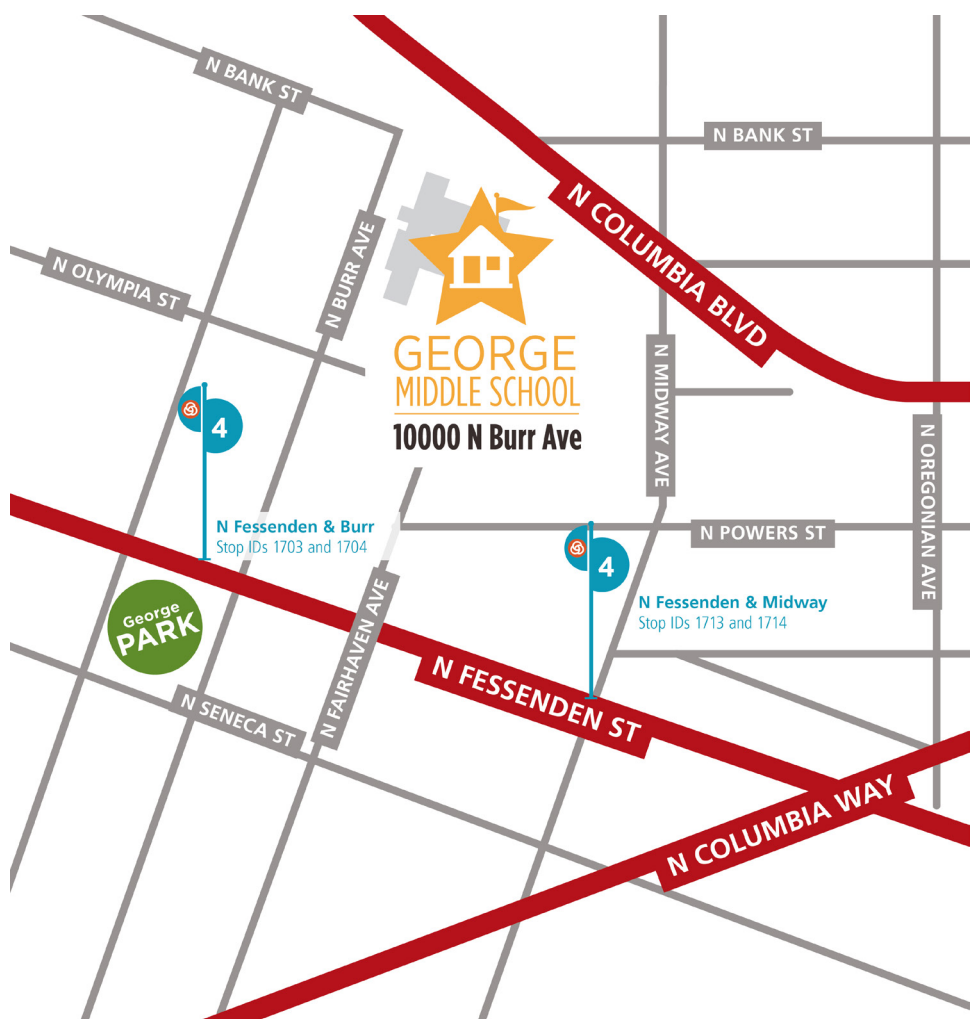 N BANK ST
N BANK ST
N COLUMBIA BLVD
N BURR AVE
N OLYMPIA ST
GEORGE
MIDDLE SCHOOL
10000 N Burr Ave
N MIDWAY AVE
N OREGONIAN AVE
4
N Fessenden & Burr
Stop IDs 1703 and 1704
N POWERS ST
4
N Fessenden & Midway
Stop IDs 1713 and 1714
George
PARK
N FAIRHAVEN AVE
N SENECA ST
N FESSENDEN ST
N COLUMBIA WAY